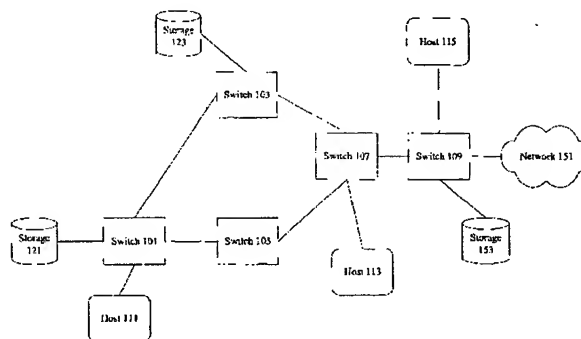 Storage
123
Host 115
Switch 103
Switch 107
Switch 109
Network 151
Storage
121
Switch 101
Switch 105
Storage
153
Host 113
Host 111